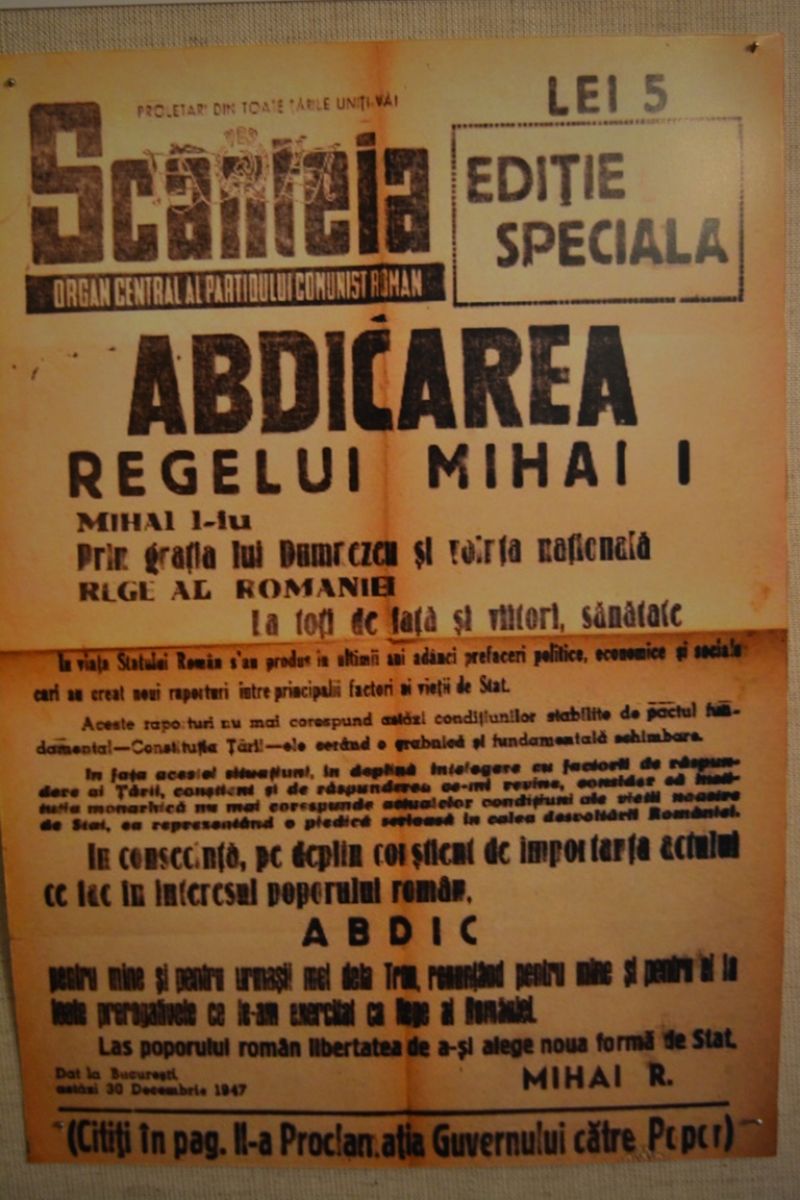 PROLETARI DIN TOATE ȚĂRILE UNIȚI-VĂ!
LEI 5
Scânteia
EDIȚIE
SPECIALA
ORGAN CENTRAL AL PARTIDULUI COMUNIST ROMAN
ABDICAREA
REGELUI MIHAI I
MIHAI I-iu
Prin grația lui Dumnezeu și voința națională
REGE AL ROMANIEI
La toți de față și viitori, sănătate
In viața Statului Român s'au produs in ultimii ani adânci prefaceri politice, economice și sociale
cari au creat noui raporturi intre principalii factori ai vieții de Stat.
Aceste raporturi nu mai corespund astăzi condițiunilor stabilite de pactul fun-
damental—Constituția Țării—ele cerând o grabnică și fundamentală schimbare.
In fața acestei situațiuni, in deplină intelegere cu factorii de răspun-
dere ai Țării, conștient și de răspunderea ce-mi revine, consider că insti-
tuția monarhică nu mai corespunde actualelor condițiuni ale vieții noastre
de Stat, ea reprezentând o piedică serioasă in calea desvoltării României.
In consecință, pe deplin conștient de importanța actului
ce fac in interesul poporului român,
ABDIC
pentru mine și pentru urmașii mei dela Tron, renunțând pentru mine și pentru ei la
toate prerogativele ce le-am exercitat ca Rege al României.
Las poporului român libertatea de a-și alege noua formă de Stat.
Dat la București,
astăzi 30 Decembrie 1947
MIHAI R.
(Citiți în pag. II-a Proclamația Guvernului către Popor)